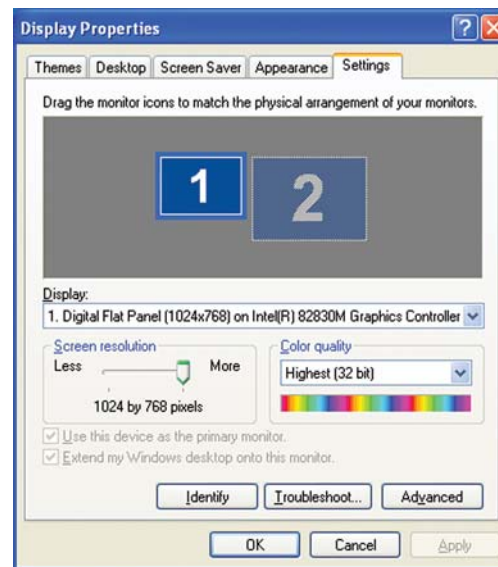 Display Properties
Themes Desktop Screen Saver Appearance Settings
Drag the monitor icons to match the physical arrangement of your monitors.
1 2
Display:
1. Digital Flat Panel (1024x768) on Intel(R) 82830M Graphics Controller
Screen resolution Color quality
Less More Highest (32 bit)
1024 by 768 pixels
Use this device as the primary monitor.
Extend my Windows desktop onto this monitor.
Identify Troubleshoot... Advanced
OK Cancel Apply